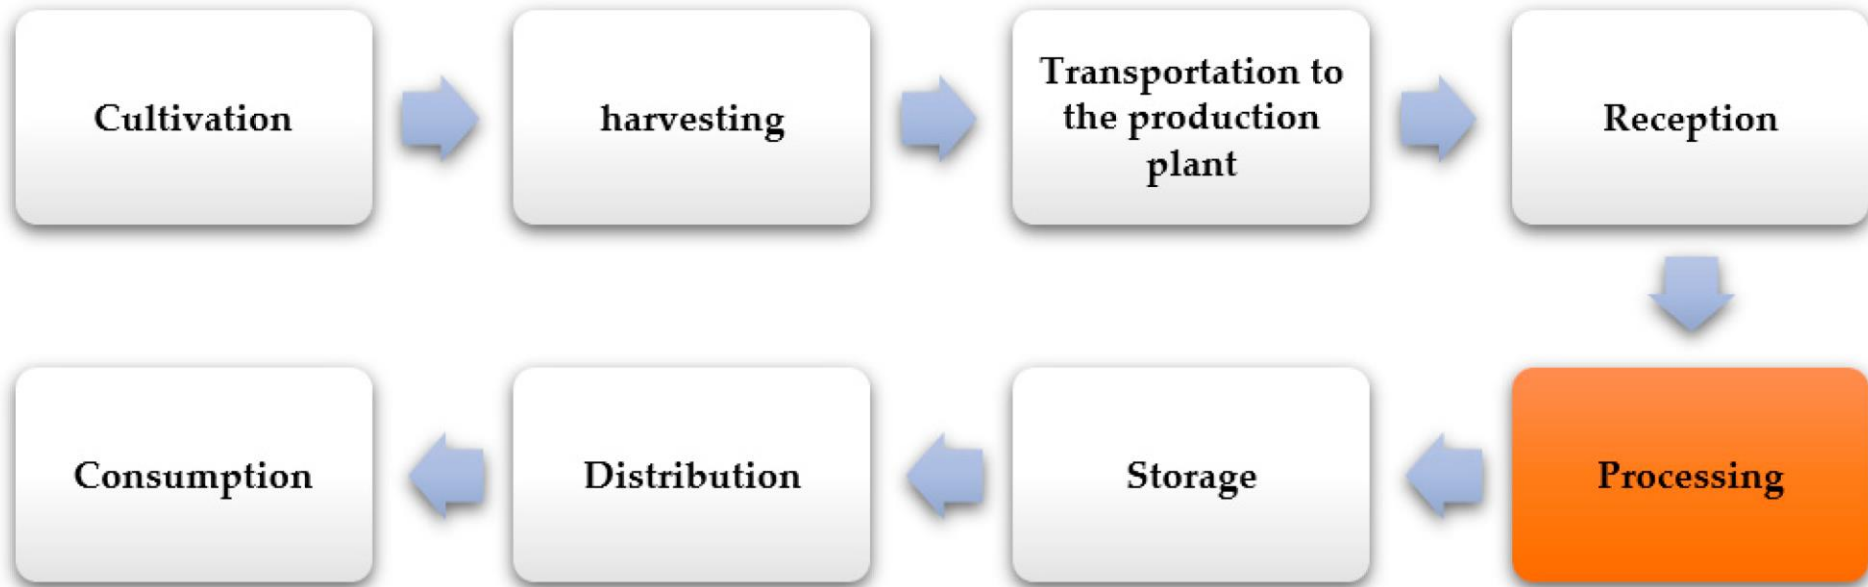 Cultivation
harvesting
Transportation to
the production
plant
Reception
Processing
Storage
Distribution
Consumption